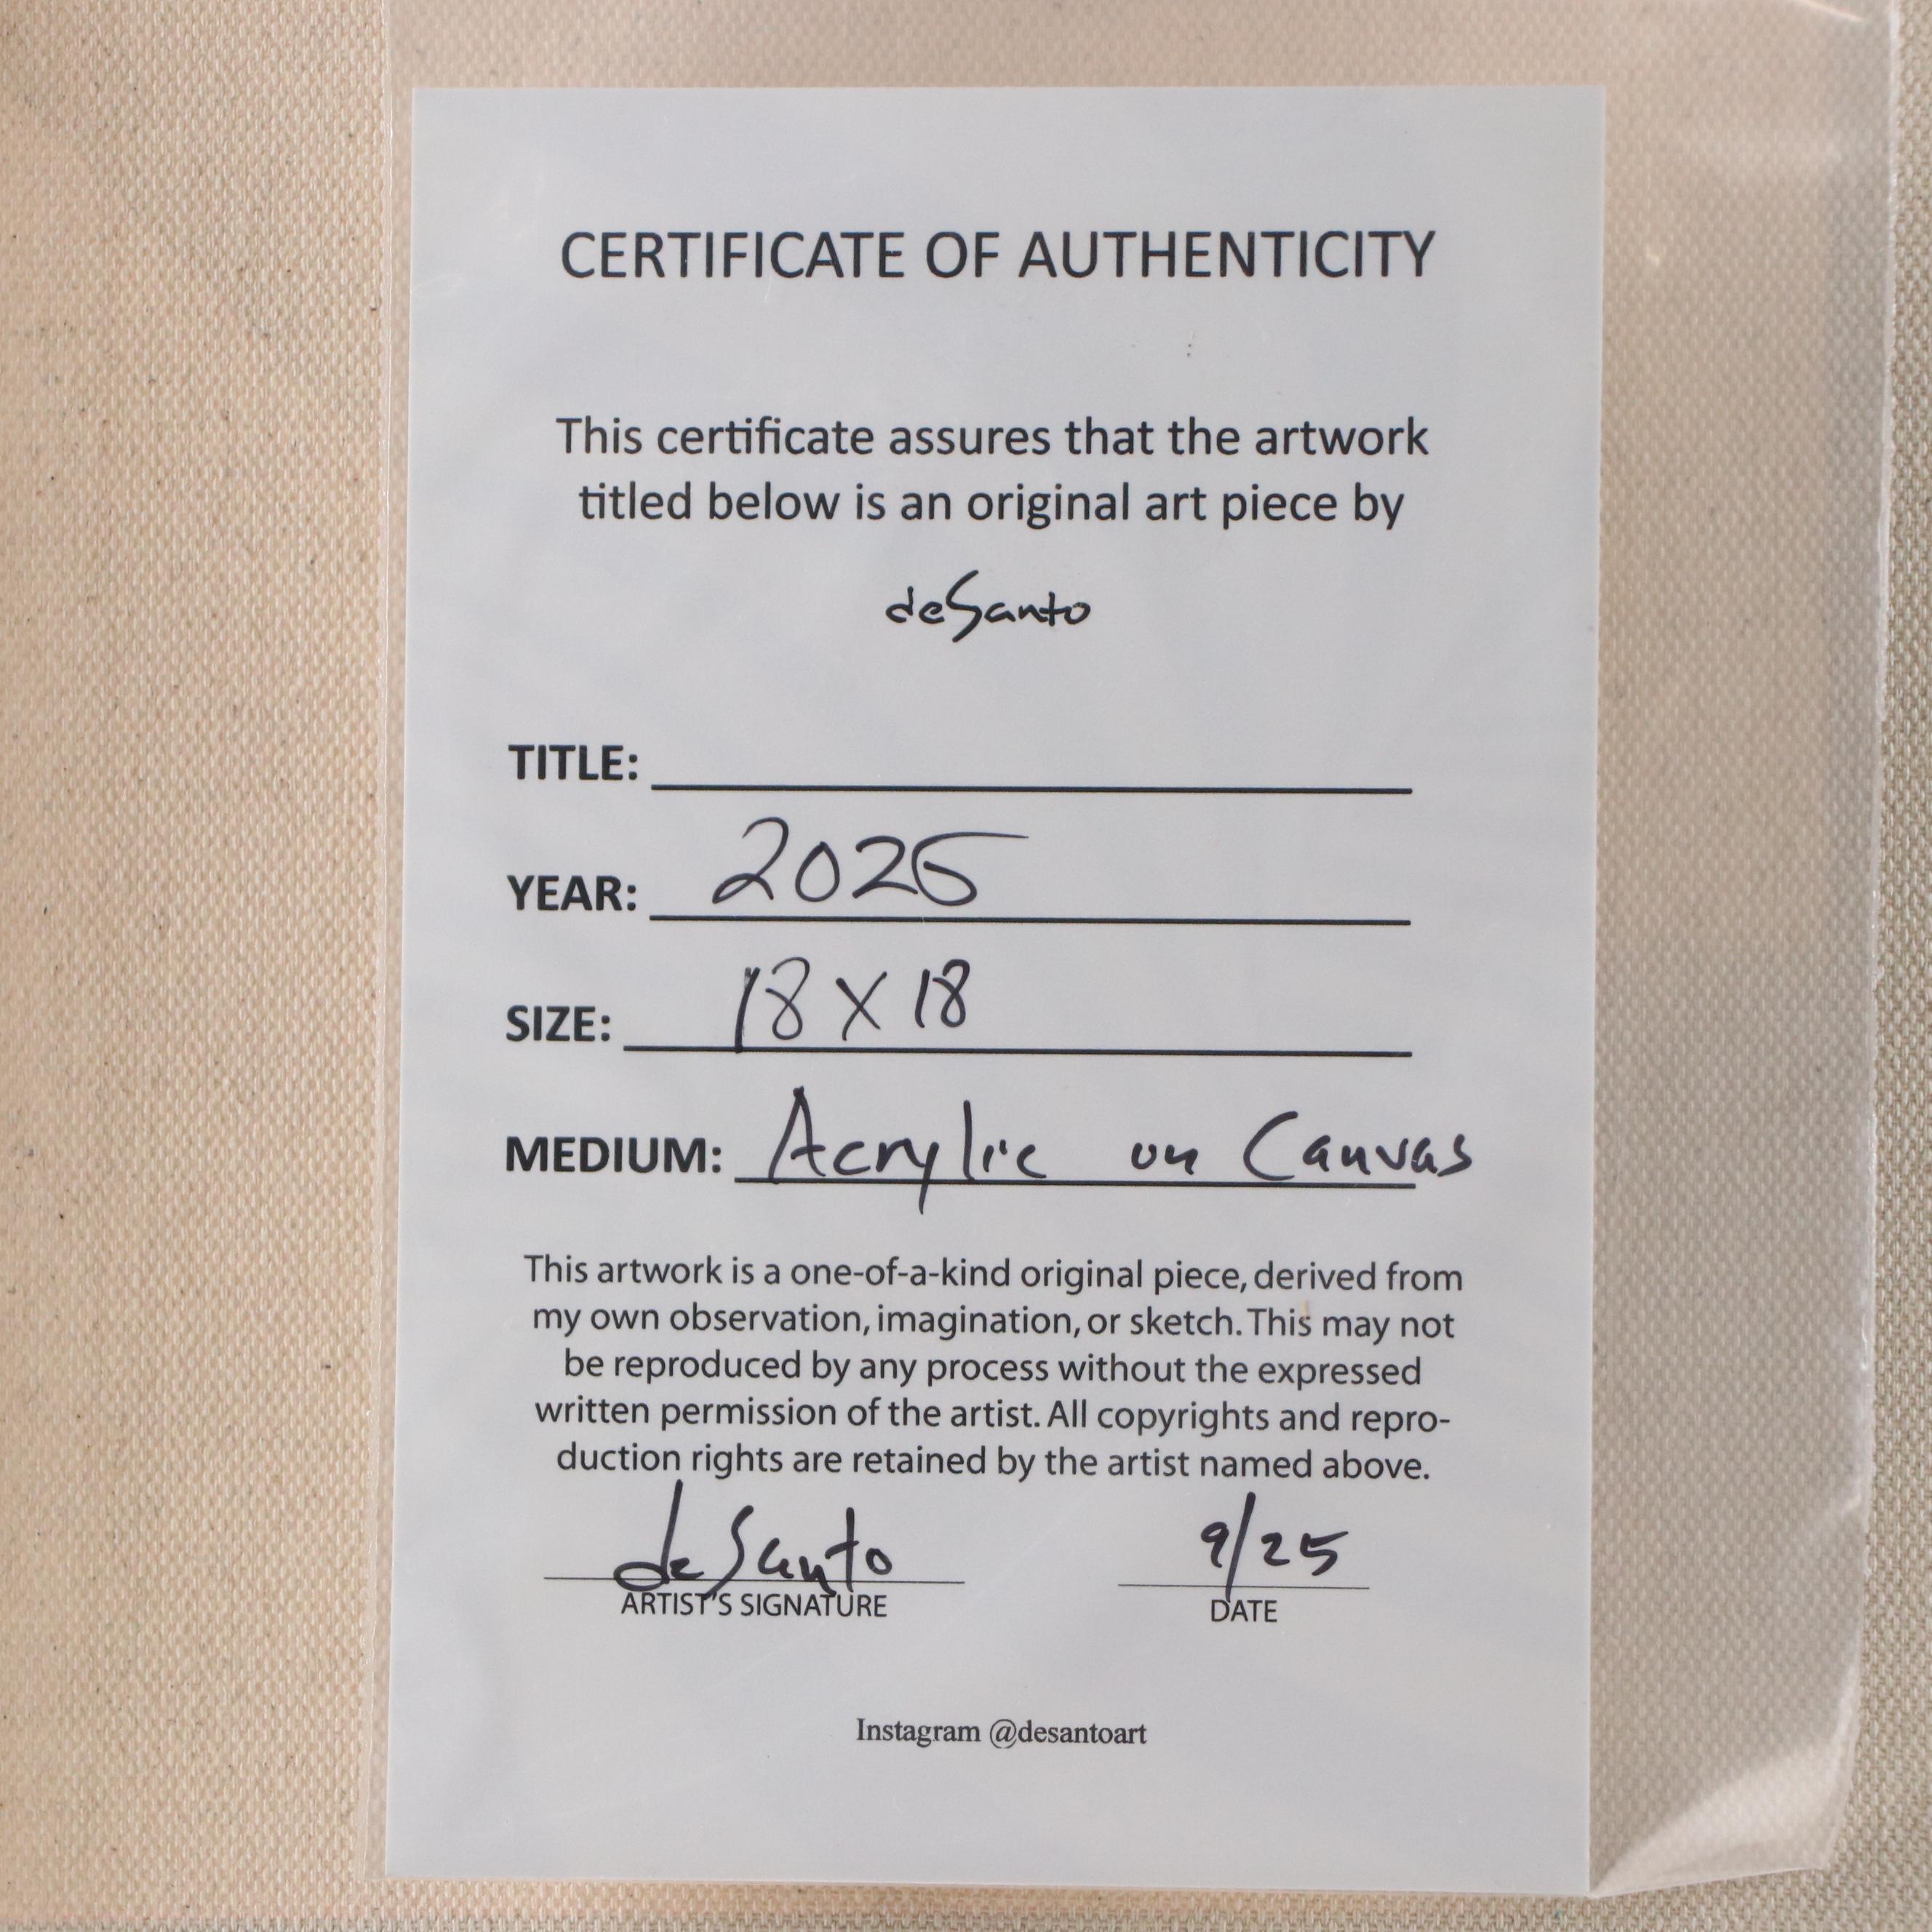 CERTIFICATE OF AUTHENTICITY
This certificate assures that the artwork
titled below is an original art piece by
deSanto
TITLE:
YEAR: 2025
SIZE: 18 X 18
MEDIUM: Acrylic on Canvas
This artwork is a one-of-a-kind original piece, derived from
my own observation, imagination, or sketch. This may not
be reproduced by any process without the expressed
written permission of the artist. All copyrights and repro-
duction rights are retained by the artist named above.
deSanto 9/25
ARTIST'S SIGNATURE DATE
Instagram @desantoart